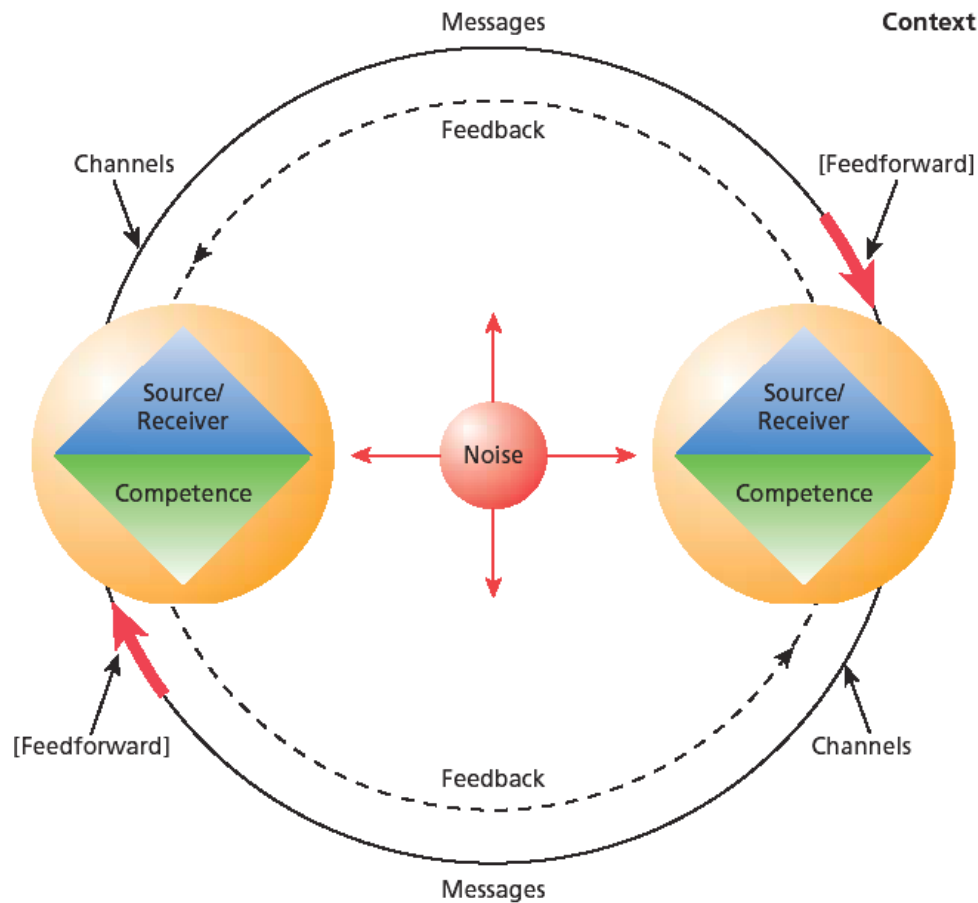 Messages
Context
Feedback
Channels
[Feedforward]
Source/
Receiver
Competence
Noise
Source/
Receiver
Competence
[Feedforward]
Channels
Feedback
Messages